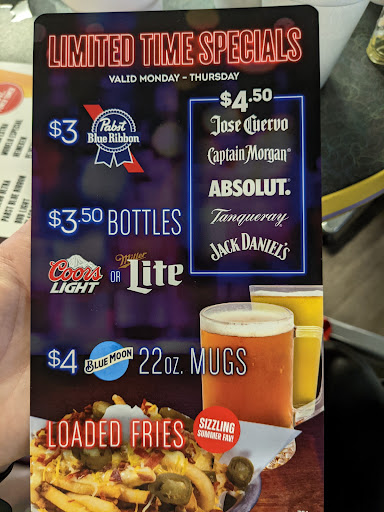 LIMITED TIME SPECIALS
VALID MONDAY - THURSDAY
$3 Pabst Blue Ribbon
$4.50
Jose Cuervo
Captain Morgan®
ABSOLUT.
Tanqueray
JACK DANIEL'S
$3.50 BOTTLES
Coors LIGHT OR Miller Lite
$4 BLUE MOON 22oz. MUGS
LOADED FRIES
SIZZLING
SUMMER FAV!